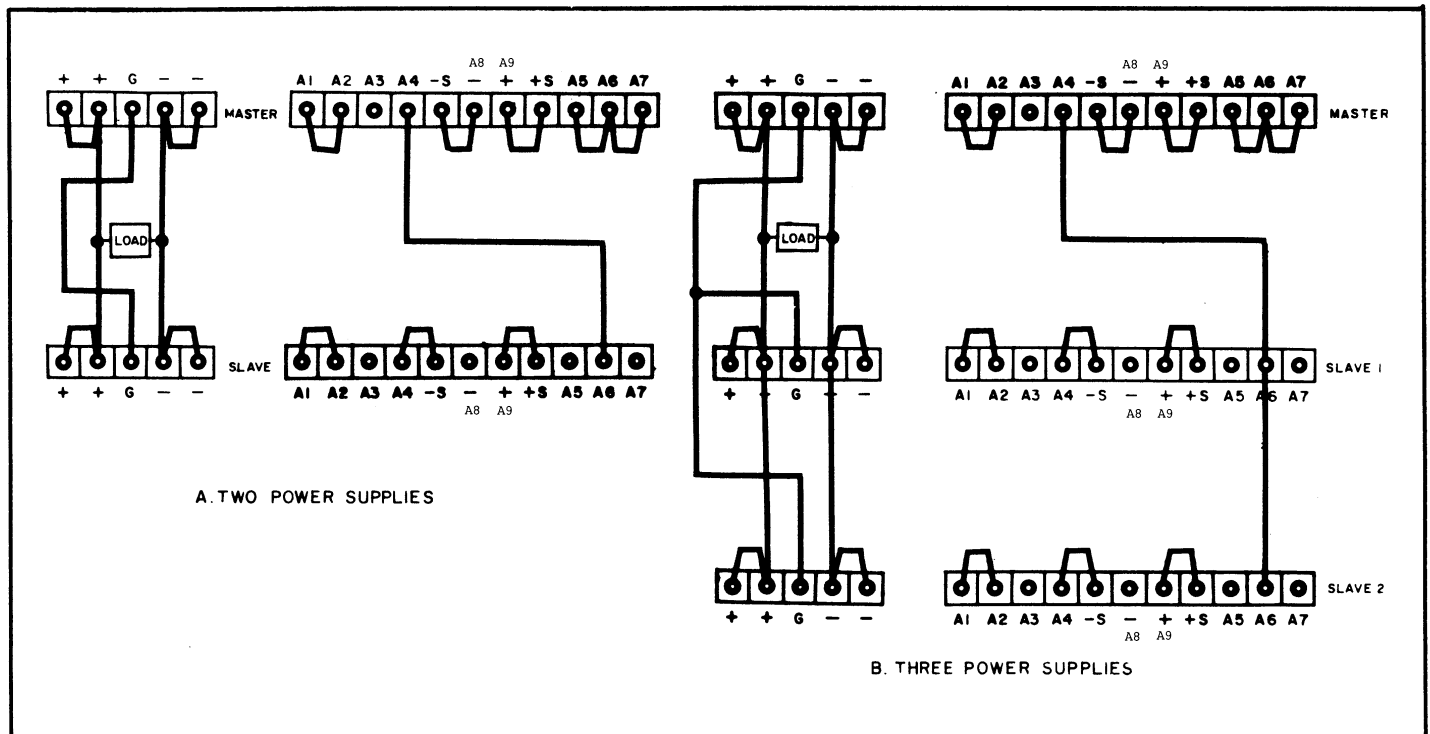 A8 A9
+ + G − − A1 A2 A3 A4 -S − + +S A5 A6 A7
MASTER
LOAD
SLAVE
+ + G − − A1 A2 A3 A4 -S − + +S A5 A6 A7
A8 A9
A. TWO POWER SUPPLIES
A8 A9
+ + G − − A1 A2 A3 A4 -S − + +S A5 A6 A7
MASTER
LOAD
SLAVE 1
+ + G − − A1 A2 A3 A4 -S − + +S A5 A6 A7
A8 A9
SLAVE 2
+ + G − − A1 A2 A3 A4 -S − + +S A5 A6 A7
A8 A9
B. THREE POWER SUPPLIES